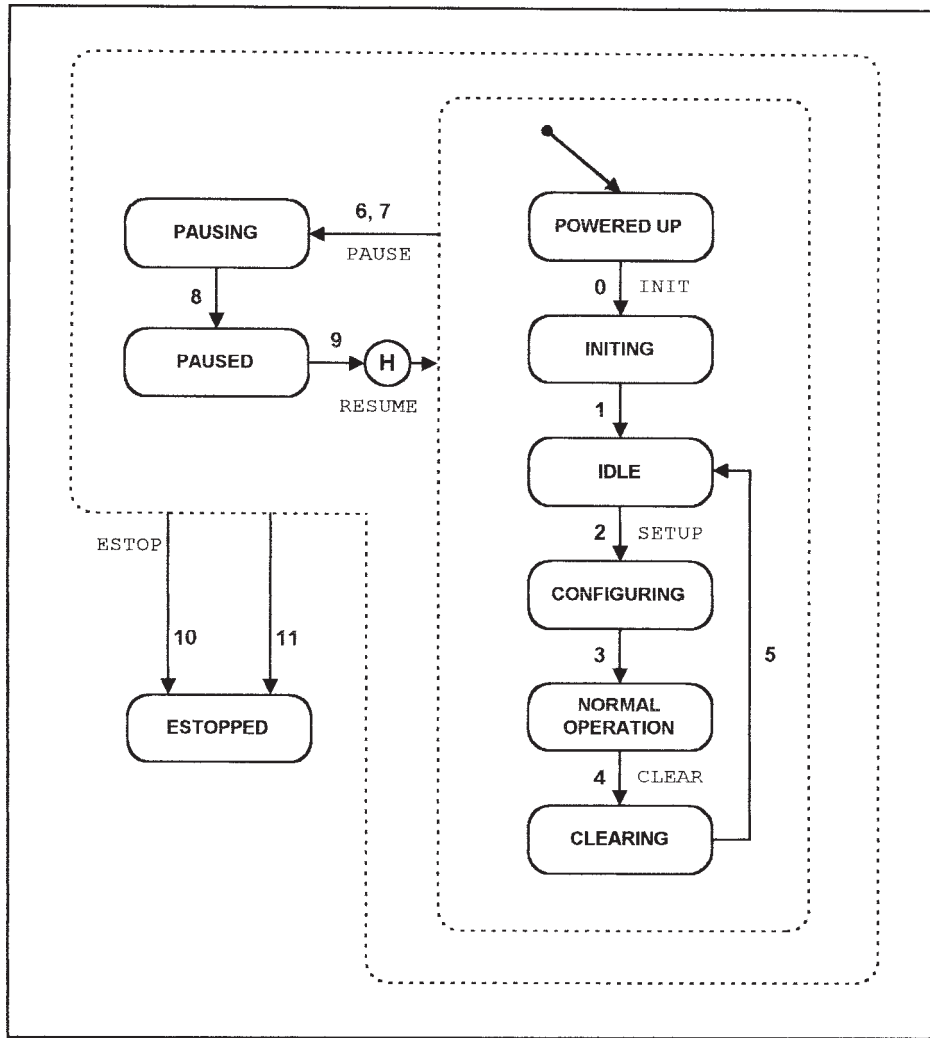 POWERED UP
0 INIT
INITING
1
IDLE
2 SETUP
CONFIGURING
3
NORMAL
OPERATION
4 CLEAR
CLEARING
5
6, 7
PAUSE
PAUSING
8
PAUSED
9
H
RESUME
ESTOP
10
11
ESTOPPED